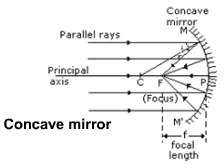 Concave
mirror
M
Parallel rays
Principal
axis
C
F
P
(Focus)
M'
Concave mirror
f
focal
length